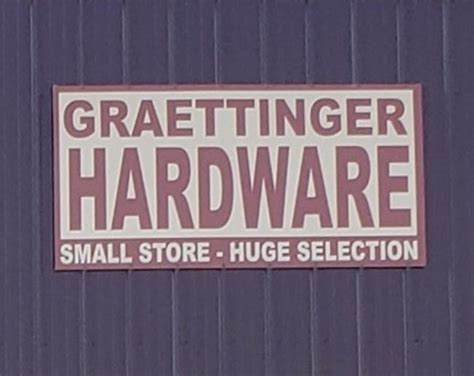 GRAETTINGER
HARDWARE
SMALL STORE - HUGE SELECTION